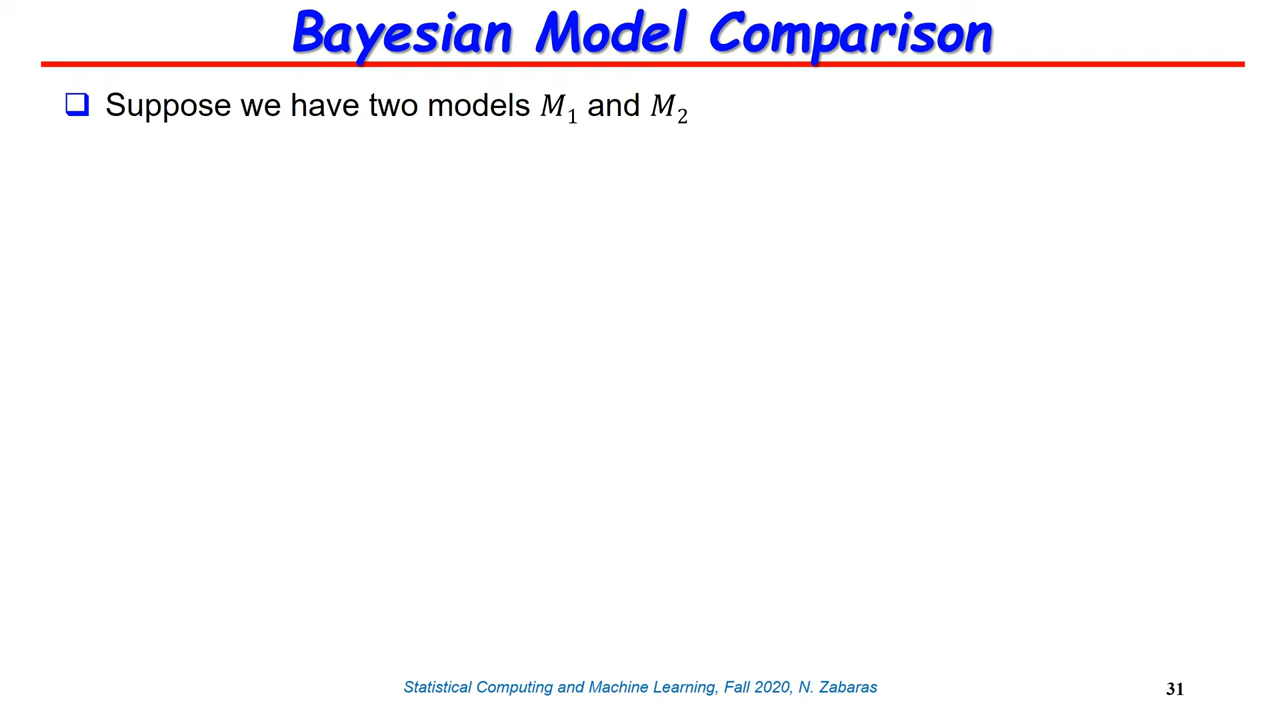 Bayesian Model Comparison
❑ Suppose we have two models 𝑀₁ and 𝑀₂
Statistical Computing and Machine Learning, Fall 2020, N. Zabaras
31